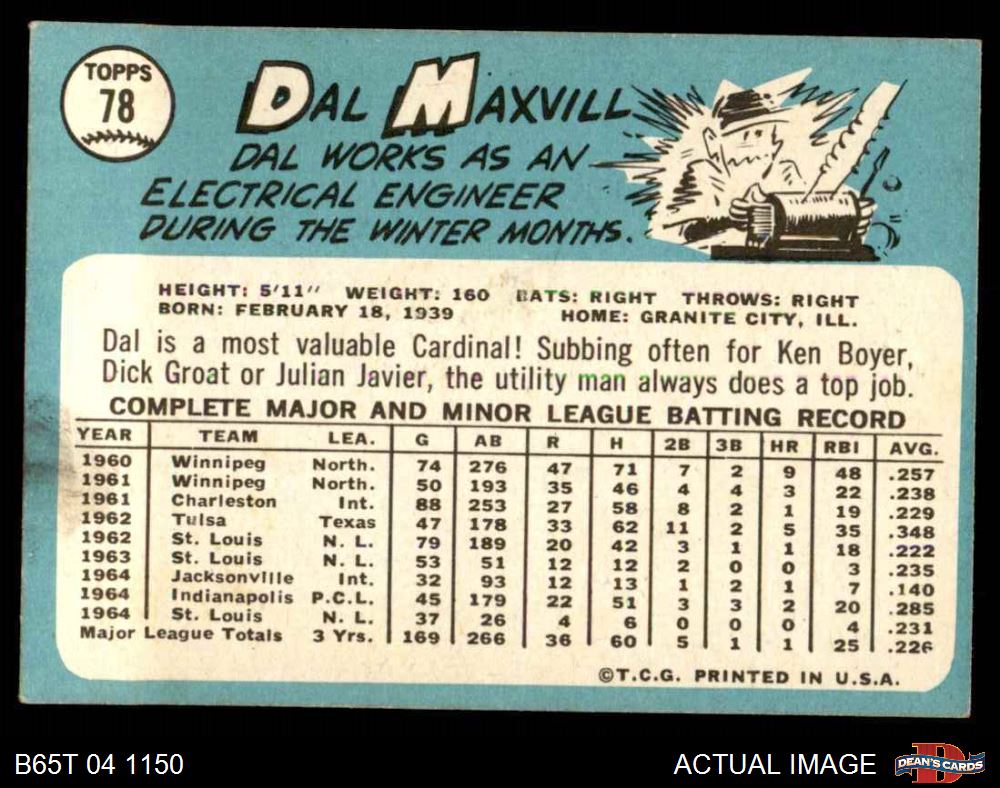 TOPPS
78
DAL MAXVILL
DAL WORKS AS AN
ELECTRICAL ENGINEER
DURING THE WINTER MONTHS.
HEIGHT: 5'11" WEIGHT: 160 BATS: RIGHT THROWS: RIGHT
BORN: FEBRUARY 18, 1939 HOME: GRANITE CITY, ILL.
Dal is a most valuable Cardinal! Subbing often for Ken Boyer,
Dick Groat or Julian Javier, the utility man always does a top job.
COMPLETE MAJOR AND MINOR LEAGUE BATTING RECORD
YEAR TEAM LEA. G AB R H 2B 3B HR RBI AVG.
1960 Winnipeg North. 74 276 47 71 7 2 9 48 .257
1961 Winnipeg North. 50 193 35 46 4 4 3 22 .238
1961 Charleston Int. 88 253 27 58 8 2 1 19 .229
1962 Tulsa Texas 47 178 33 62 11 2 5 35 .348
1962 St. Louis N. L. 79 189 20 42 3 1 1 18 .222
1963 St. Louis N. L. 53 51 12 12 2 0 0 3 .235
1964 Jacksonville Int. 32 93 12 13 1 2 1 7 .140
1964 Indianapolis P.C.L. 45 179 22 51 3 3 2 20 .285
1964 St. Louis N. L. 37 26 4 6 0 0 0 4 .231
Major League Totals 3 Yrs. 169 266 36 60 5 1 1 25 .226
©T.C.G. PRINTED IN U.S.A.
B65T 04 1150 ACTUAL IMAGE
DEAN'S CARDS